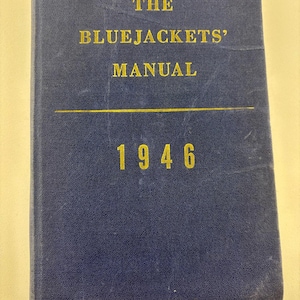 THE
BLUEJACKETS'
MANUAL
1946